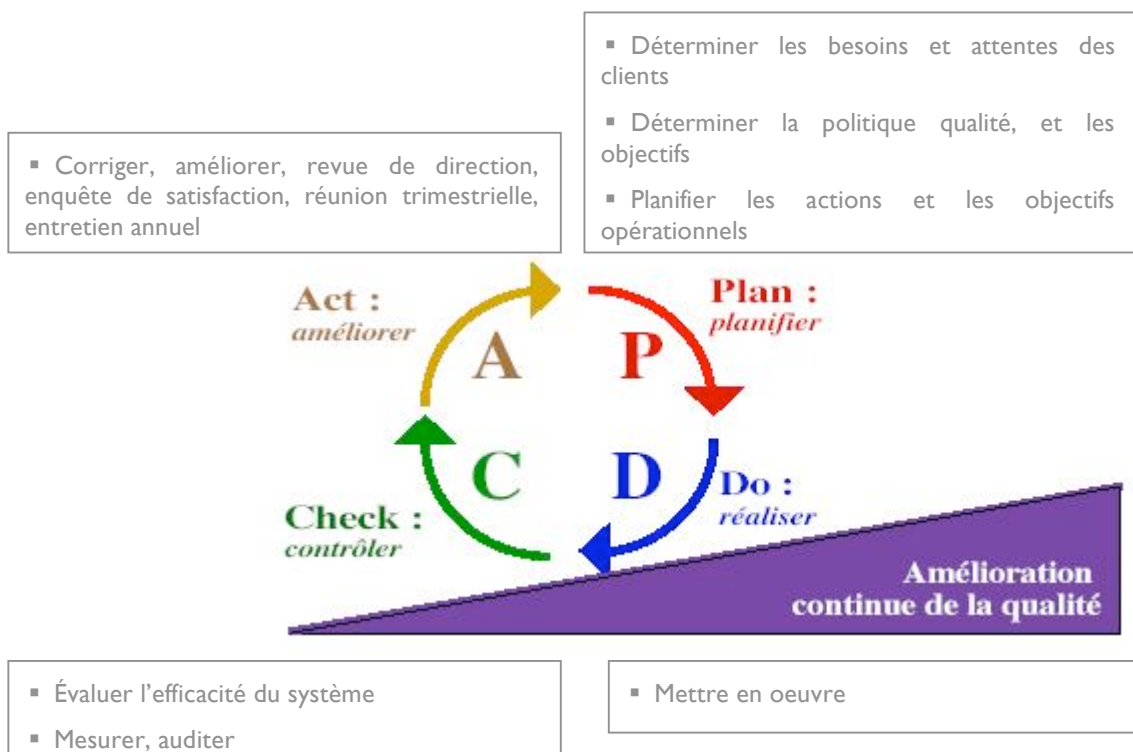 ▪ Corriger, améliorer, revue de direction,
enquête de satisfaction, réunion trimestrielle,
entretien annuel
▪ Déterminer les besoins et attentes des
clients
▪ Déterminer la politique qualité, et les
objectifs
▪ Planifier les actions et les objectifs
opérationnels
Act :
améliorer
A
P
Plan :
planifier
Check :
contrôler
C
D
Do :
réaliser
Amélioration
continue de la qualité
▪ Évaluer l'efficacité du système
▪ Mesurer, auditer
▪ Mettre en oeuvre